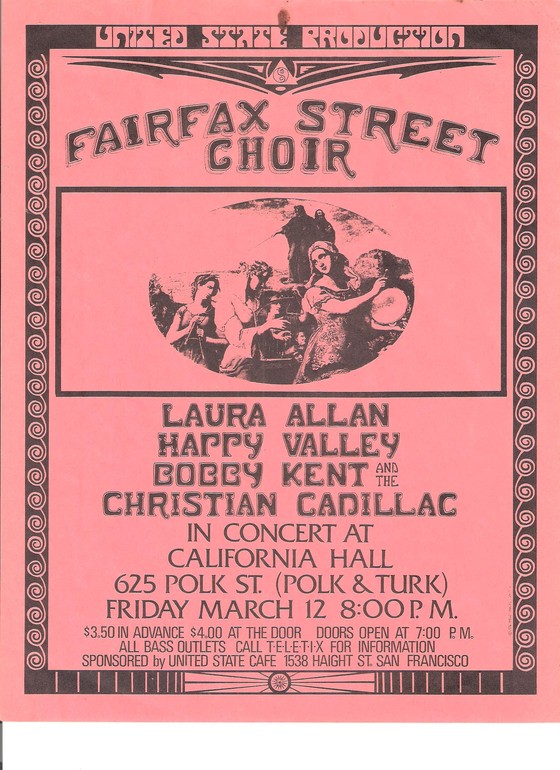 UNITED STATE PRODUCTION
FAIRFAX STREET
CHOIR
LAURA ALLAN
HAPPY VALLEY
BOBBY KENT AND THE
CHRISTIAN CADILLAC
IN CONCERT AT
CALIFORNIA HALL
625 POLK ST. (POLK & TURK)
FRIDAY MARCH 12 8:00 P. M.
$3.50 IN ADVANCE $4.00 AT THE DOOR DOORS OPEN AT 7:00 P.M.
ALL BASS OUTLETS CALL T·E·L·E·T·I·X FOR INFORMATION
SPONSORED by UNITED STATE CAFE 1538 HAIGHT ST. SAN FRANCISCO